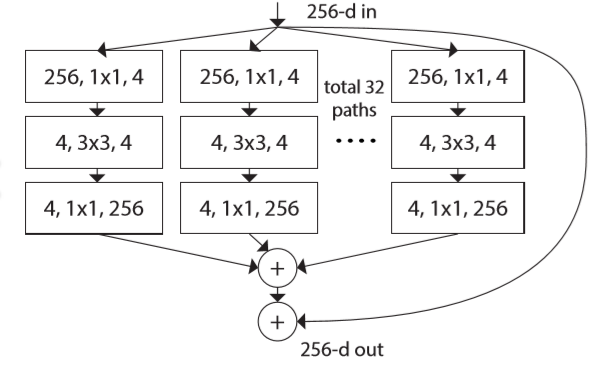 256-d in
256, 1x1, 4
256, 1x1, 4
total 32
paths
....
256, 1x1, 4
4, 3x3, 4
4, 3x3, 4
4, 3x3, 4
4, 1x1, 256
4, 1x1, 256
4, 1x1, 256
+
+
256-d out